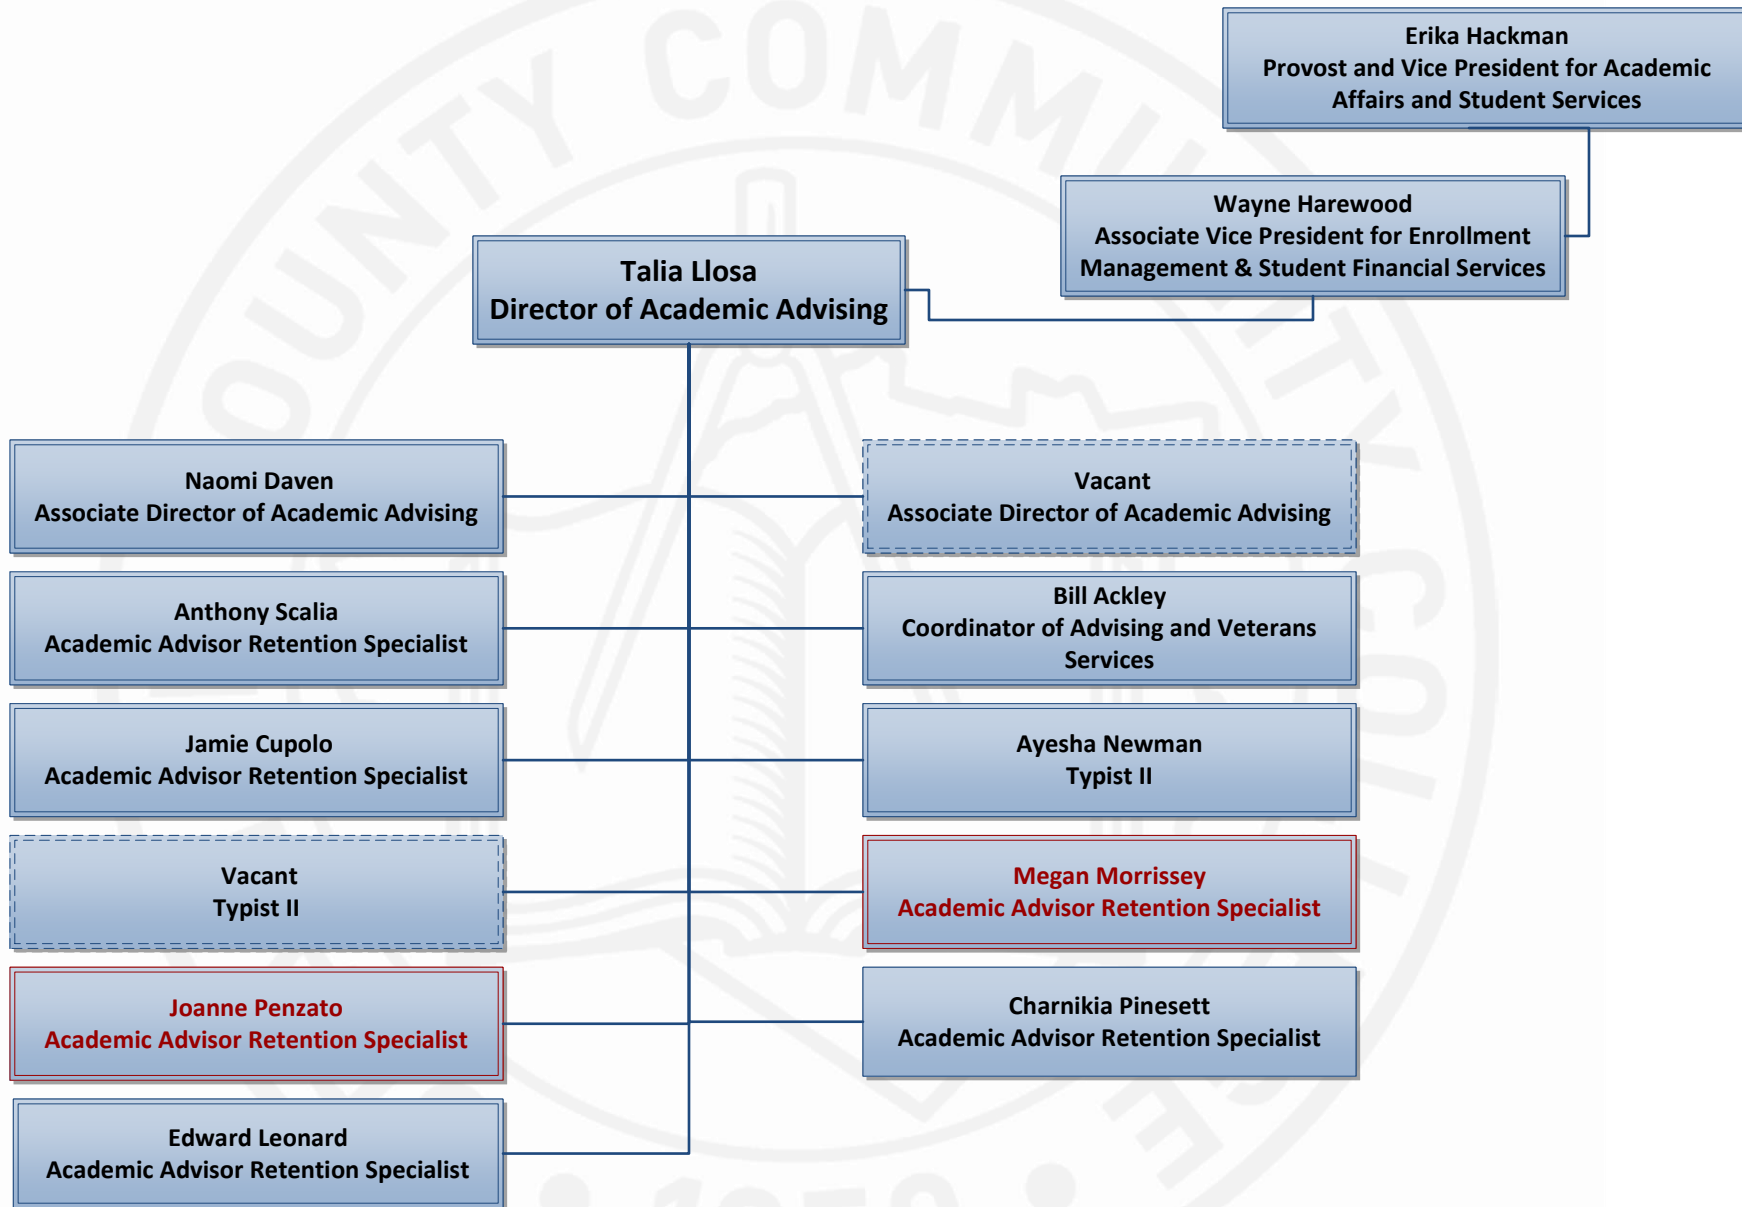 COUNTY COMMUNITY COLLEGE
Erika Hackman
Provost and Vice President for Academic
Affairs and Student Services
Wayne Harewood
Associate Vice President for Enrollment
Management & Student Financial Services
Talia Llosa
Director of Academic Advising
Naomi Daven
Associate Director of Academic Advising
Vacant
Associate Director of Academic Advising
Anthony Scalia
Academic Advisor Retention Specialist
Bill Ackley
Coordinator of Advising and Veterans
Services
Jamie Cupolo
Academic Advisor Retention Specialist
Ayesha Newman
Typist II
Vacant
Typist II
Megan Morrissey
Academic Advisor Retention Specialist
Joanne Penzato
Academic Advisor Retention Specialist
Charnikia Pinesett
Academic Advisor Retention Specialist
Edward Leonard
Academic Advisor Retention Specialist